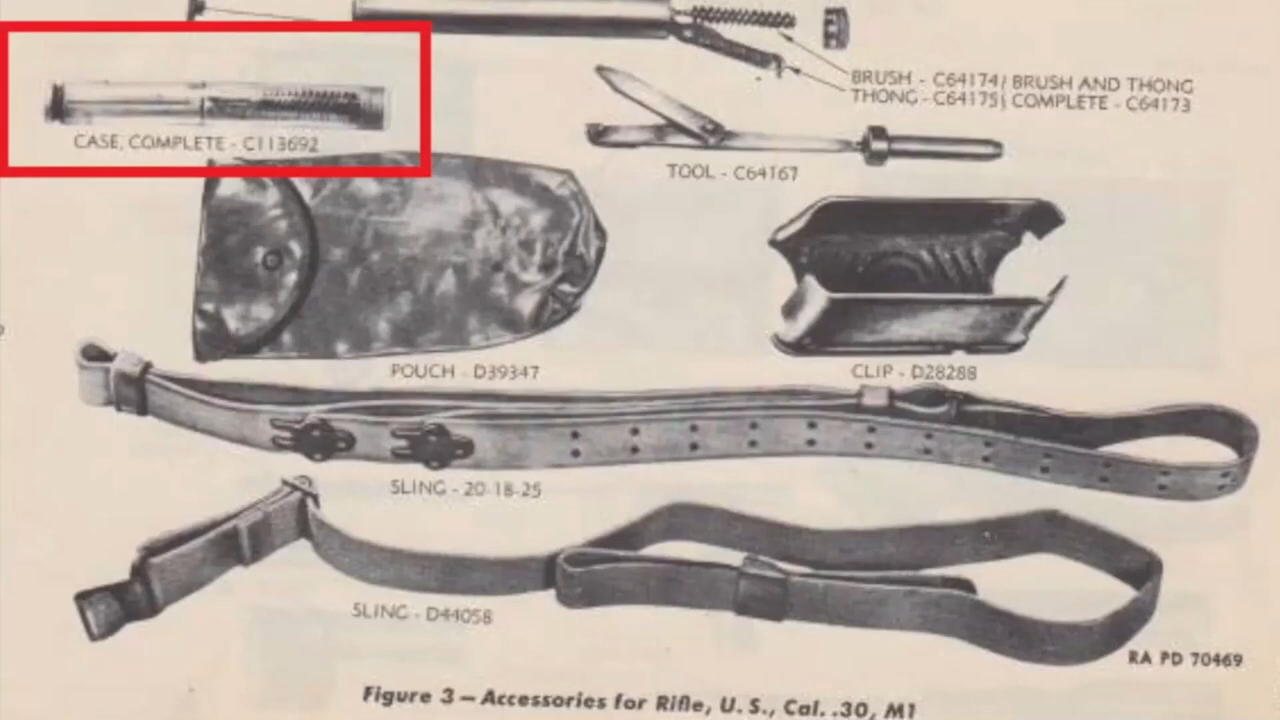 BRUSH - C64174 / BRUSH AND THONG
THONG - C64175 \ COMPLETE - C64173
CASE, COMPLETE - C113692
TOOL - C64167
POUCH - D39347
CLIP - D28288
SLING - 20-18-25
SLING - D44058
RA PD 70469
Figure 3 — Accessories for Rifle, U. S., Cal. .30, M1